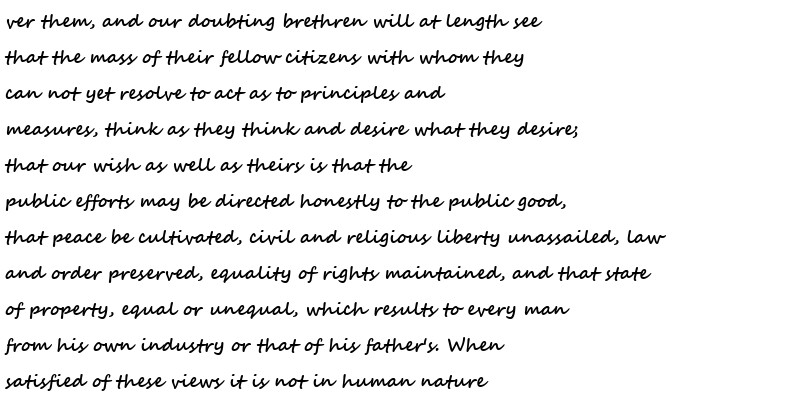 ver them, and our doubting brethren will at length see
that the mass of their fellow citizens with whom they
can not yet resolve to act as to principles and
measures, think as they think and desire what they desire;
that our wish as well as theirs is that the
public efforts may be directed honestly to the public good,
that peace be cultivated, civil and religious liberty unassailed, law
and order preserved, equality of rights maintained, and that state
of property, equal or unequal, which results to every man
from his own industry or that of his father's. When
satisfied of these views it is not in human nature